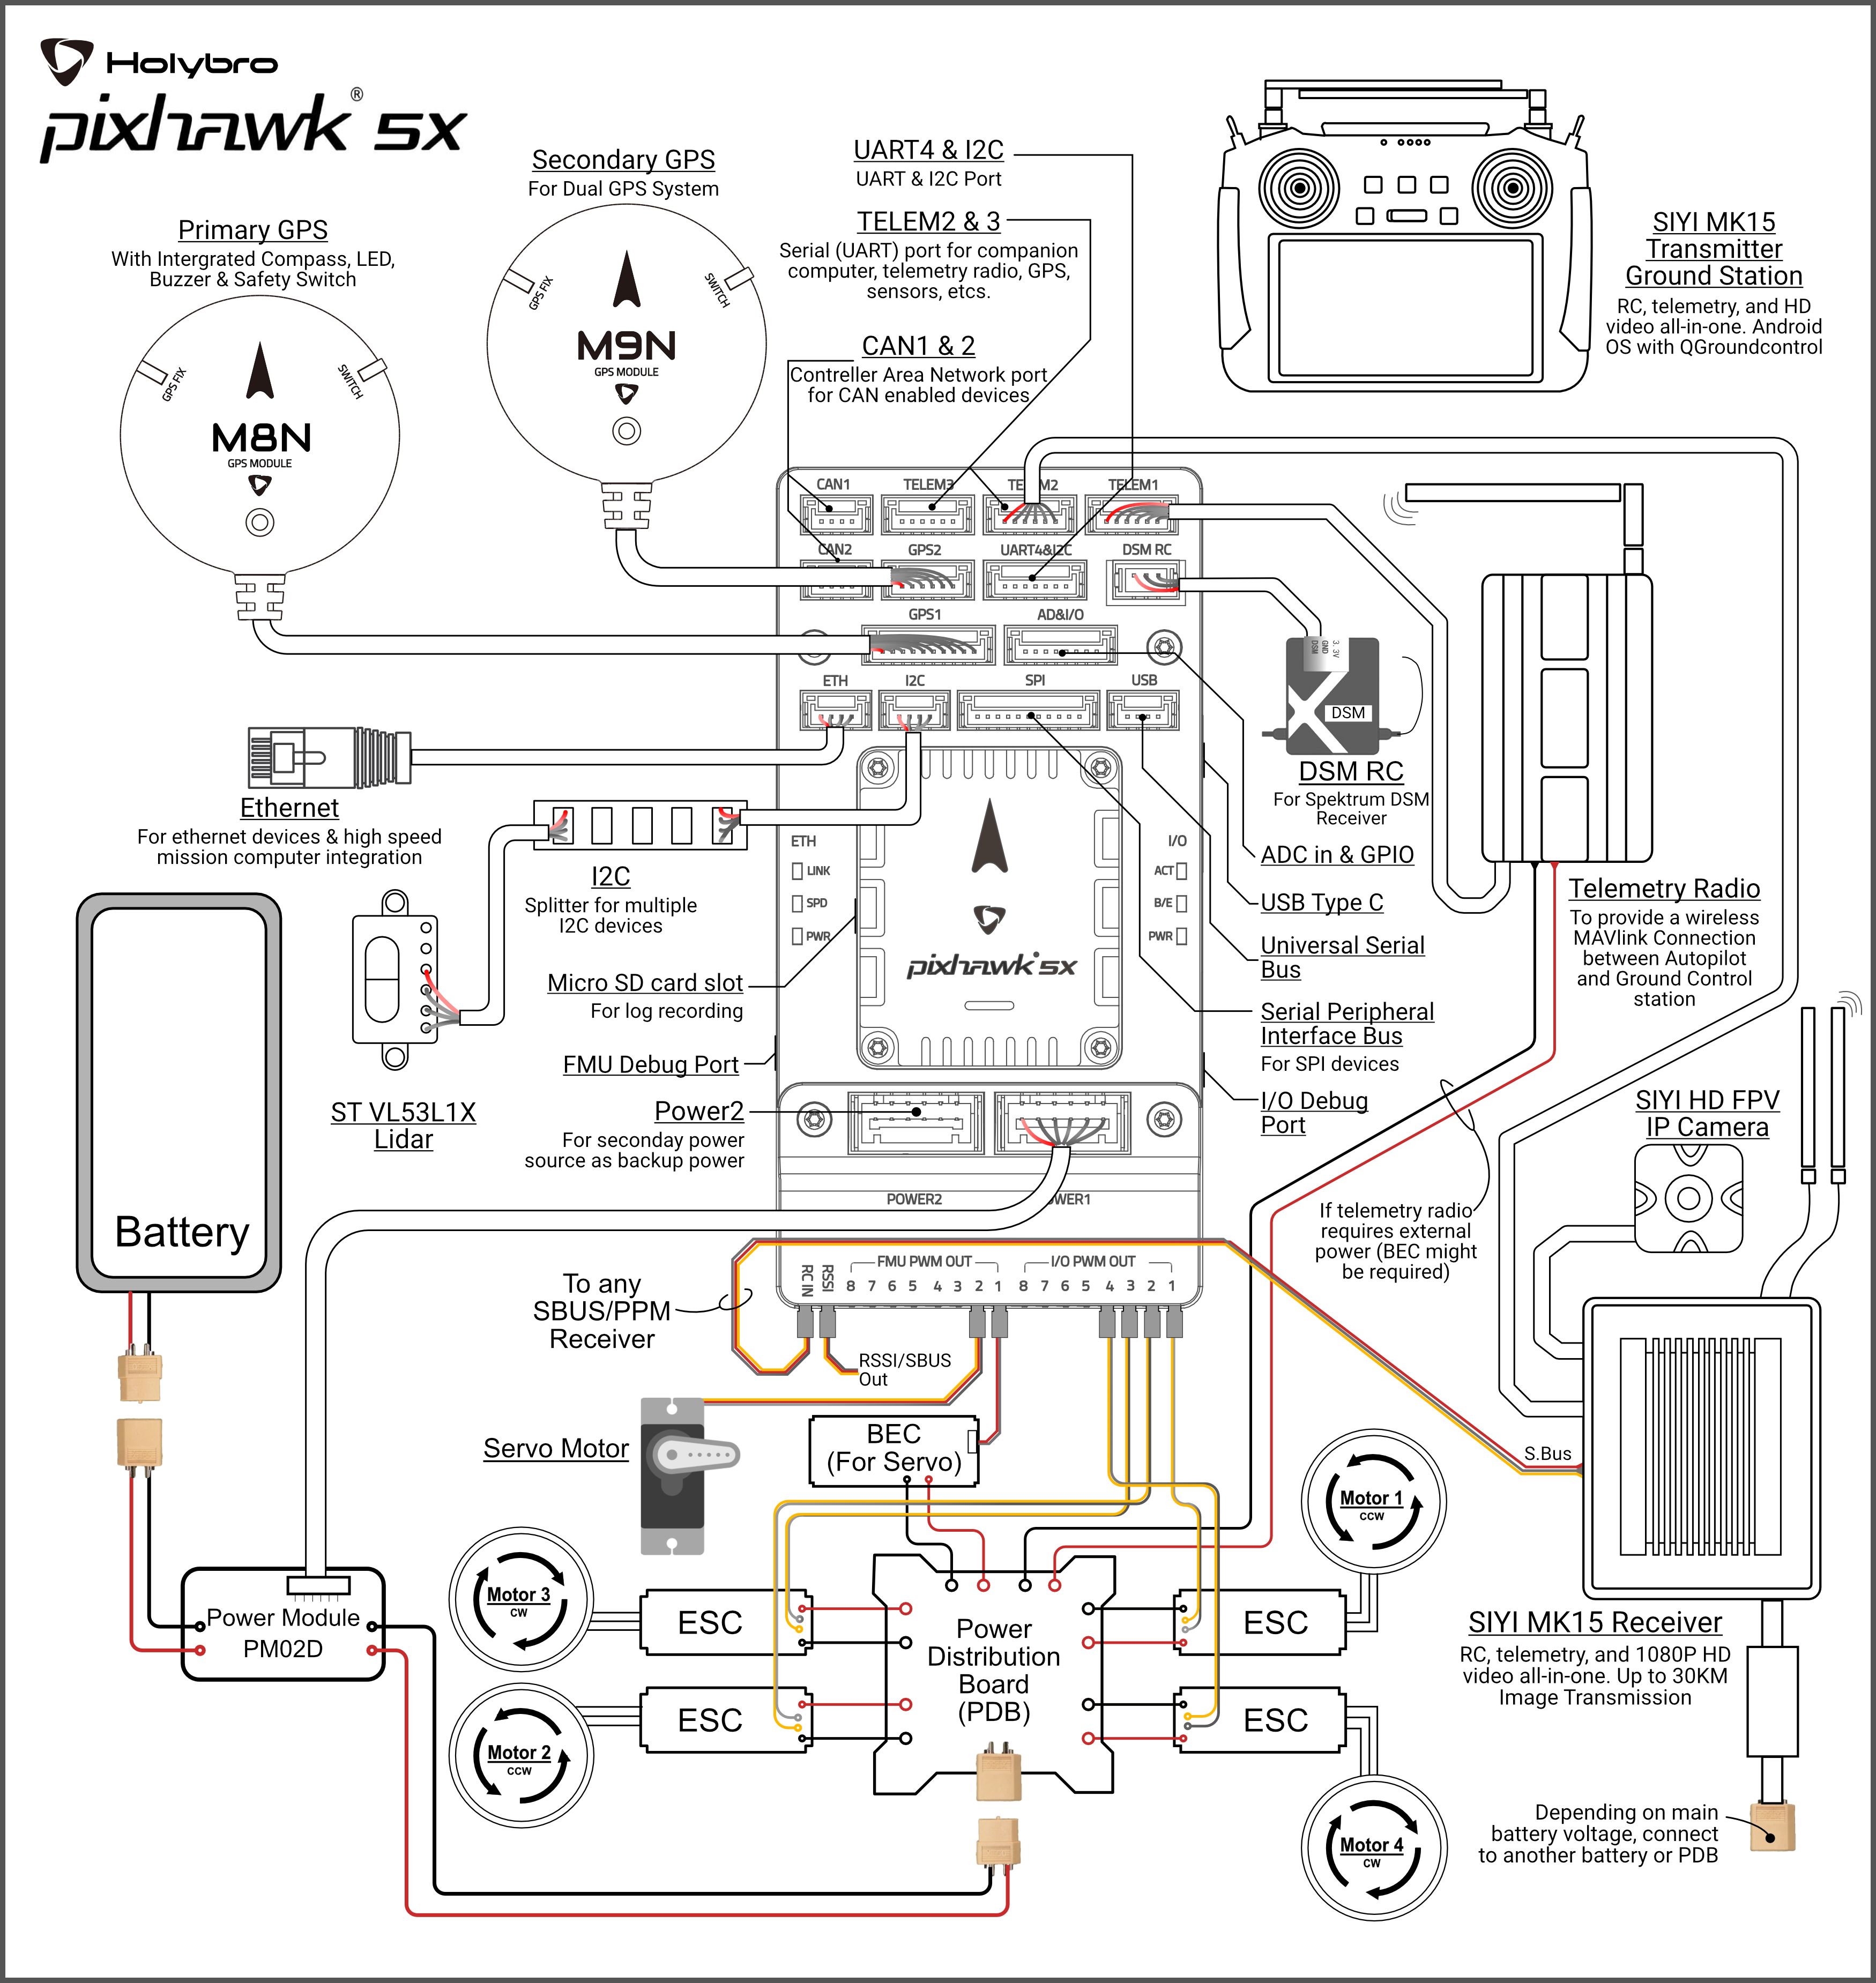 Holybro
pixhawk® 5X
Secondary GPS
For Dual GPS System
GPS FIX
SWITCH
M9N
GPS MODULE
Primary GPS
With Intergrated Compass, LED,
Buzzer & Safety Switch
GPS FIX
SWITCH
M8N
GPS MODULE
UART4 & I2C
UART & I2C Port
TELEM2 & 3
Serial (UART) port for companion
computer, telemetry radio, GPS,
sensors, etcs.
CAN1 & 2
Contreller Area Network port
for CAN enabled devices
SIYI MK15
Transmitter
Ground Station
RC, telemetry, and HD
video all-in-one. Android
OS with QGroundcontrol
CAN1
TELEM3
TELEM2
TELEM1
CAN2
GPS2
UART4&I2C
DSM RC
GPS1
AD&I/O
ETH
I2C
SPI
USB
3.3V
GND
DSM
DSM
DSM RC
For Spektrum DSM
Receiver
Ethernet
For ethernet devices & high speed
mission computer integration
I2C
Splitter for multiple
I2C devices
ETH
LINK
SPD
PWR
I/O
ACT
B/E
PWR
pixhawk® 5X
ADC in & GPIO
USB Type C
Universal Serial
Bus
Serial Peripheral
Interface Bus
For SPI devices
I/O Debug
Port
Telemetry Radio
To provide a wireless
MAVlink Connection
between Autopilot
and Ground Control
station
Micro SD card slot
For log recording
FMU Debug Port
ST VL53L1X
Lidar
Power2
For seconday power
source as backup power
POWER2
OWER1
Battery
SIYI HD FPV
IP Camera
If telemetry radio
requires external
power (BEC might
be required)
To any
SBUS/PPM
Receiver
RC IN
RSSI
FMU PWM OUT
8 7 6 5 4 3 2 1
I/O PWM OUT
8 7 6 5 4 3 2 1
RSSI/SBUS
Out
Servo Motor
BEC
(For Servo)
S.Bus
Motor 1
CCW
Motor 3
CW
ESC
ESC
Power
Distribution
Board
(PDB)
Power Module
PM02D
Motor 2
CCW
ESC
ESC
Motor 4
CW
SIYI MK15 Receiver
RC, telemetry, and 1080P HD
video all-in-one. Up to 30KM
Image Transmission
Depending on main
battery voltage, connect
to another battery or PDB